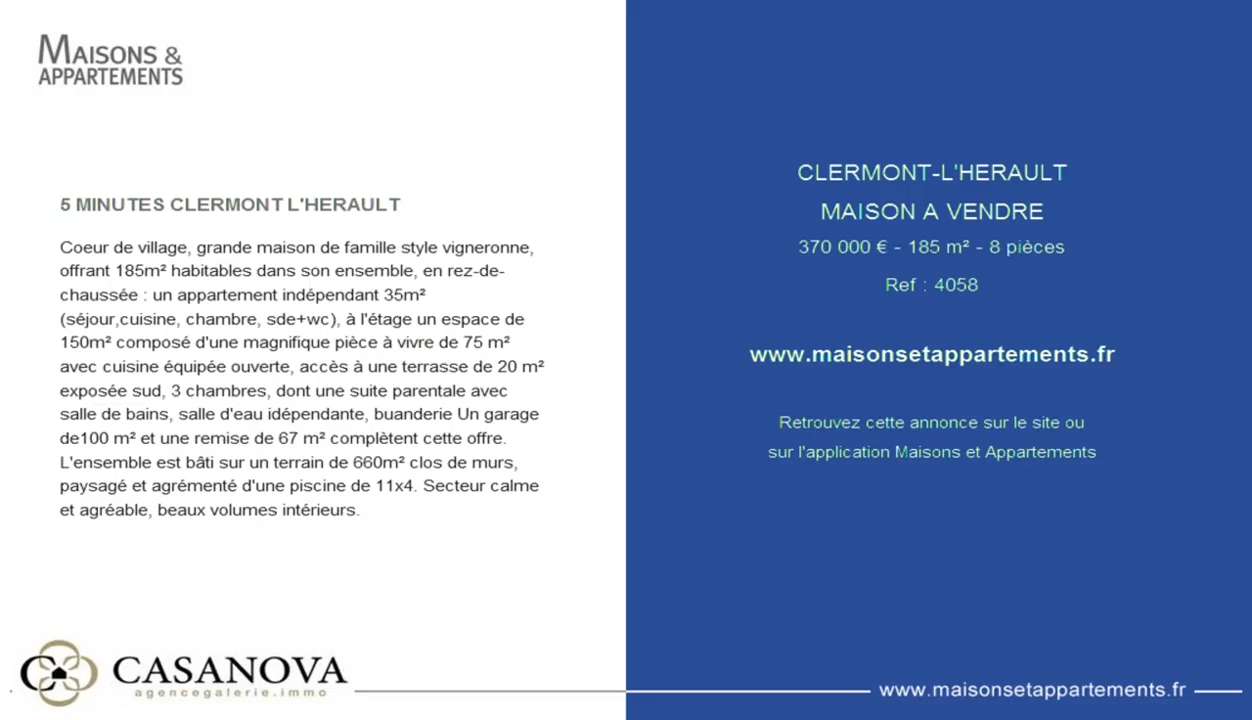 MAISONS &
APPARTEMENTS
5 MINUTES CLERMONT L'HERAULT
Coeur de village, grande maison de famille style vigneronne,
offrant 185m² habitables dans son ensemble, en rez-de-
chaussée : un appartement indépendant 35m²
(séjour,cuisine, chambre, sde+wc), à l'étage un espace de
150m² composé d'une magnifique pièce à vivre de 75 m²
avec cuisine équipée ouverte, accès à une terrasse de 20 m²
exposée sud, 3 chambres, dont une suite parentale avec
salle de bains, salle d'eau idépendante, buanderie Un garage
de100 m² et une remise de 67 m² complètent cette offre.
L'ensemble est bâti sur un terrain de 660m² clos de murs,
paysagé et agrémenté d'une piscine de 11x4. Secteur calme
et agréable, beaux volumes intérieurs.
CASANOVA
agencegalerie.immo
CLERMONT-L'HERAULT
MAISON A VENDRE
370 000 € - 185 m² - 8 pièces
Ref : 4058
www.maisonsetappartements.fr
Retrouvez cette annonce sur le site ou
sur l'application Maisons et Appartements
www.maisonsetappartements.fr